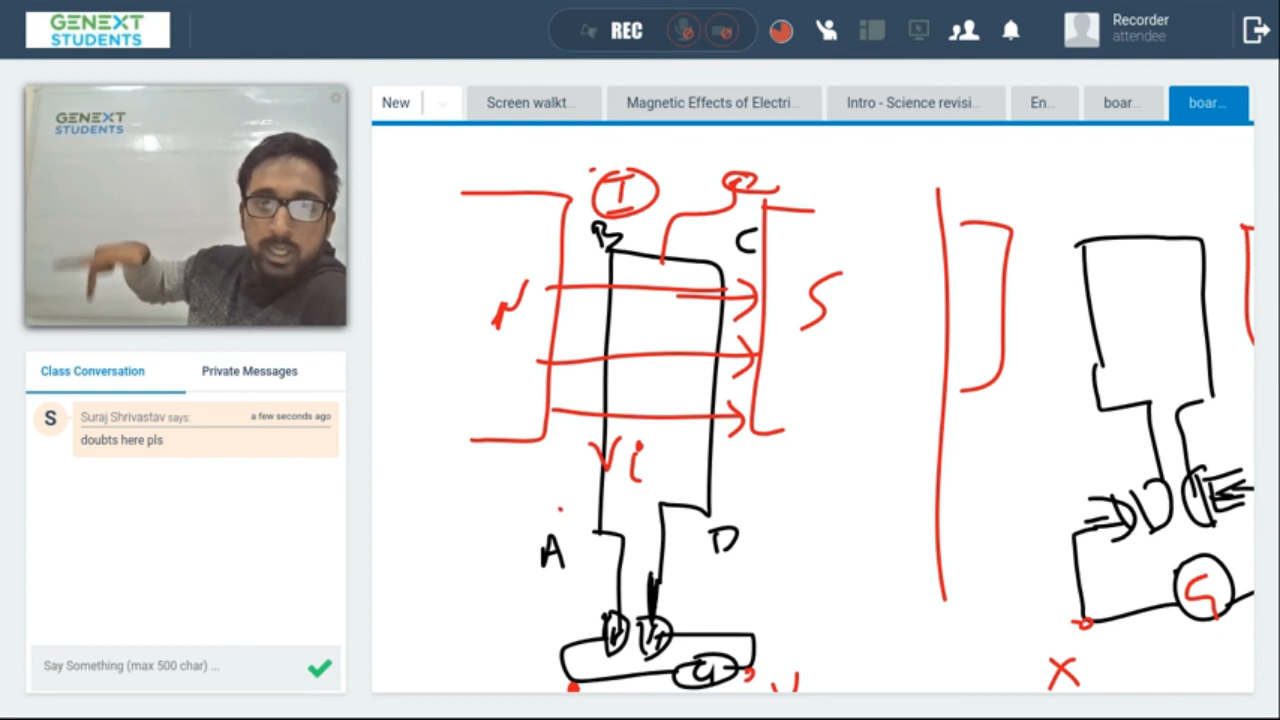 GENEXT
STUDENTS
REC
Recorder
attendee
GENEXT
STUDENTS
New
Screen walkt...
Magnetic Effects of Electri...
Intro - Science revisi...
En...
boar...
boar...
Class Conversation
Private Messages
S
Suraj Shrivastav says:
a few seconds ago
doubts here pls
Say Something (max 500 char) ...
I
B
C
N
S
Vi
A
D
G
G
X